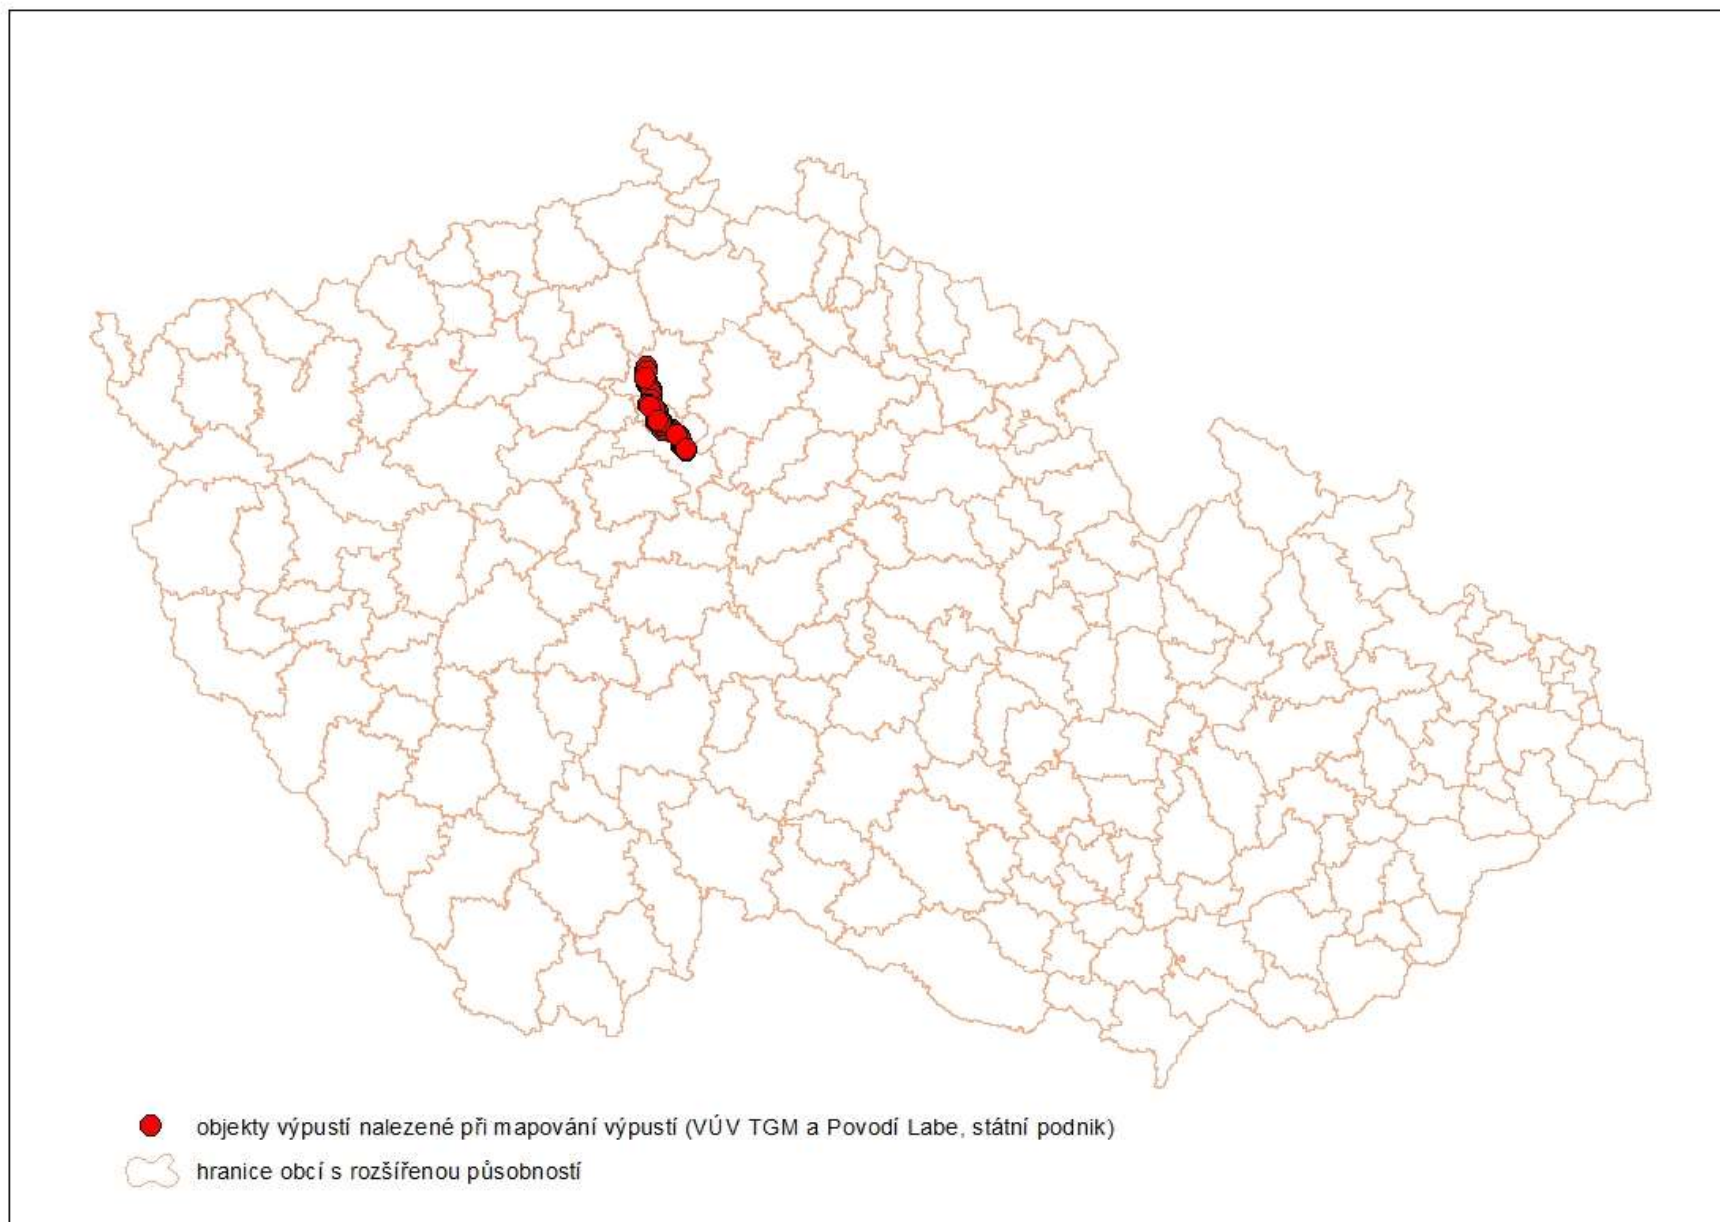 objekty výpustí nalezené při mapování výpustí (VÚV TGM a Povodí Labe, státní podnik)
hranice obcí s rozšířenou působností